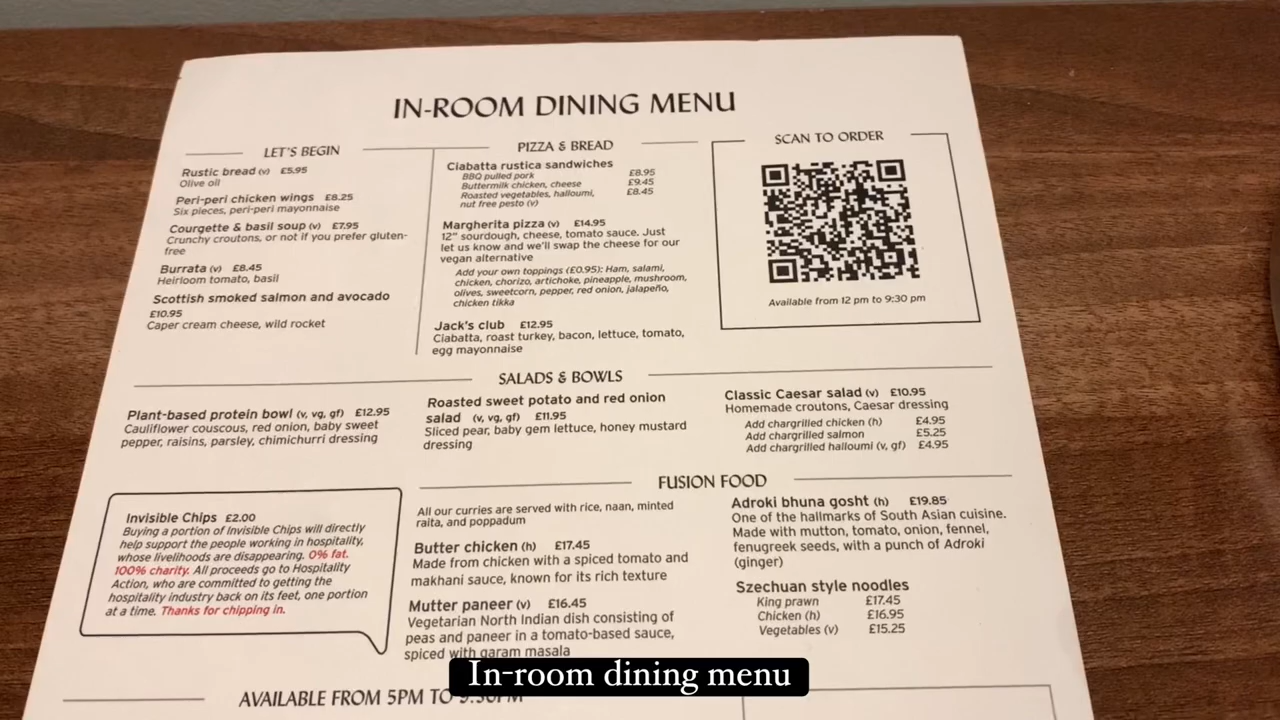 IN-ROOM DINING MENU
LET'S BEGIN
Rustic bread (v) £5.95
Olive oil
Peri-peri chicken wings £8.25
Six pieces, peri-peri mayonnaise
Courgette & basil soup (v) £7.95
Crunchy croutons, or not if you prefer gluten-
free
Burrata (v) £8.45
Heirloom tomato, basil
Scottish smoked salmon and avocado
£10.95
Caper cream cheese, wild rocket
PIZZA & BREAD
Ciabatta rustica sandwiches
BBQ pulled pork £8.95
Buttermilk chicken, cheese £9.45
Roasted vegetables, halloumi, £8.45
nut free pesto (v)
Margherita pizza (v) £14.95
12" sourdough, cheese, tomato sauce. Just
let us know and we'll swap the cheese for our
vegan alternative
Add your own toppings (£0.95): Ham, salami,
chicken, chorizo, artichoke, pineapple, mushroom,
olives, sweetcorn, pepper, red onion, jalapeño,
chicken tikka
Jack's club £12.95
Ciabatta, roast turkey, bacon, lettuce, tomato,
egg mayonnaise
SCAN TO ORDER
Available from 12 pm to 9:30 pm
SALADS & BOWLS
Plant-based protein bowl (v, vg, gf) £12.95
Cauliflower couscous, red onion, baby sweet
pepper, raisins, parsley, chimichurri dressing
Roasted sweet potato and red onion
salad (v, vg, gf) £11.95
Sliced pear, baby gem lettuce, honey mustard
dressing
Classic Caesar salad (v) £10.95
Homemade croutons, Caesar dressing
Add chargrilled chicken (h) £4.95
Add chargrilled salmon £5.25
Add chargrilled halloumi (v, gf) £4.95
Invisible Chips £2.00
Buying a portion of Invisible Chips will directly
help support the people working in hospitality,
whose livelihoods are disappearing. 0% fat.
100% charity. All proceeds go to Hospitality
Action, who are committed to getting the
hospitality industry back on its feet, one portion
at a time. Thanks for chipping in.
FUSION FOOD
All our curries are served with rice, naan, minted
raita, and poppadum
Butter chicken (h) £17.45
Made from chicken with a spiced tomato and
makhani sauce, known for its rich texture
Mutter paneer (v) £16.45
Vegetarian North Indian dish consisting of
peas and paneer in a tomato-based sauce,
spiced with garam masala
Adroki bhuna gosht (h) £19.85
One of the hallmarks of South Asian cuisine.
Made with mutton, tomato, onion, fennel,
fenugreek seeds, with a punch of Adroki
(ginger)
Szechuan style noodles
King prawn £17.45
Chicken (h) £16.95
Vegetables (v) £15.25
AVAILABLE FROM 5PM TO 9:30PM
In-room dining menu